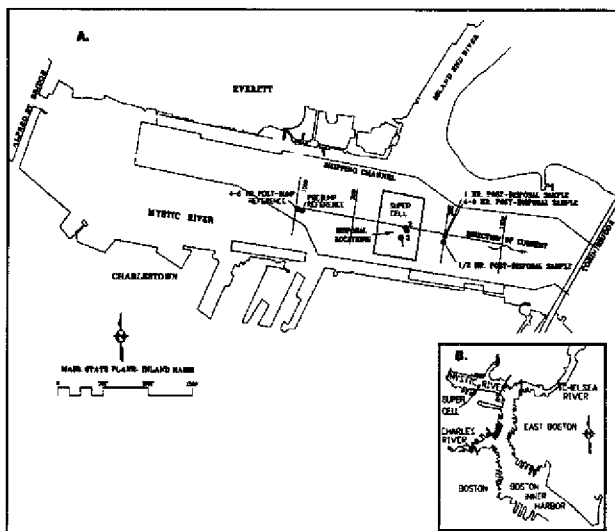 A.
EVERETT
ISLAND END RIVER
SHIPPING CHANNEL
4-6 HR. POST-DUMP
REFERENCE
PRE-DUMP
REFERENCE
SUPER
CELL
1 HR. POST-DISPOSAL SAMPLE
4-6 HR. POST-DISPOSAL SAMPLE
MYSTIC RIVER
DISPOSAL
LOCATIONS
DIRECTION OF CURRENT
1/2 HR. POST-DISPOSAL SAMPLE
TOBIN BRIDGE
CHARLESTOWN
B.
MYSTIC RIVER
CHELSEA
RIVER
SUPER
CELL
CHARLES
RIVER
EAST BOSTON
BOSTON
BOSTON
INNER
HARBOR